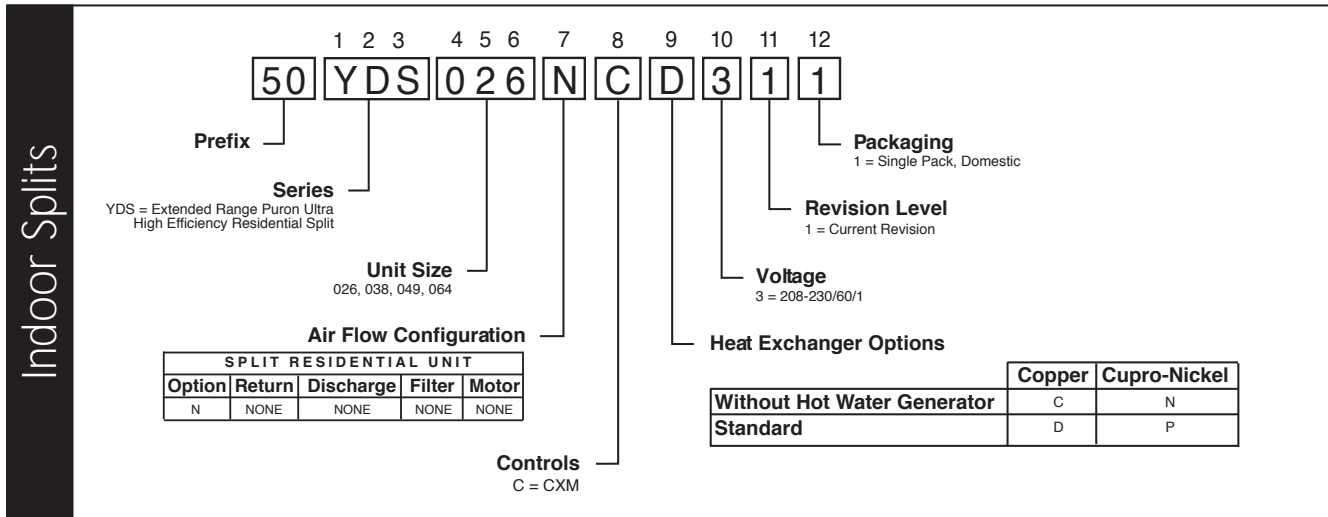 Indoor Splits
1 2 3 4 5 6 7 8 9 10 11 12
50 YDS 026 N C D 3 1 1
Prefix
Packaging
1 = Single Pack, Domestic
Series
YDS = Extended Range Puron Ultra
High Efficiency Residential Split
Revision Level
1 = Current Revision
Unit Size
026, 038, 049, 064
Voltage
3 = 208-230/60/1
Air Flow Configuration
SPLIT RESIDENTIAL UNIT
Option Return Discharge Filter Motor
N NONE NONE NONE NONE
Heat Exchanger Options
Copper Cupro-Nickel
Without Hot Water Generator C N
Standard D P
Controls
C = CXM